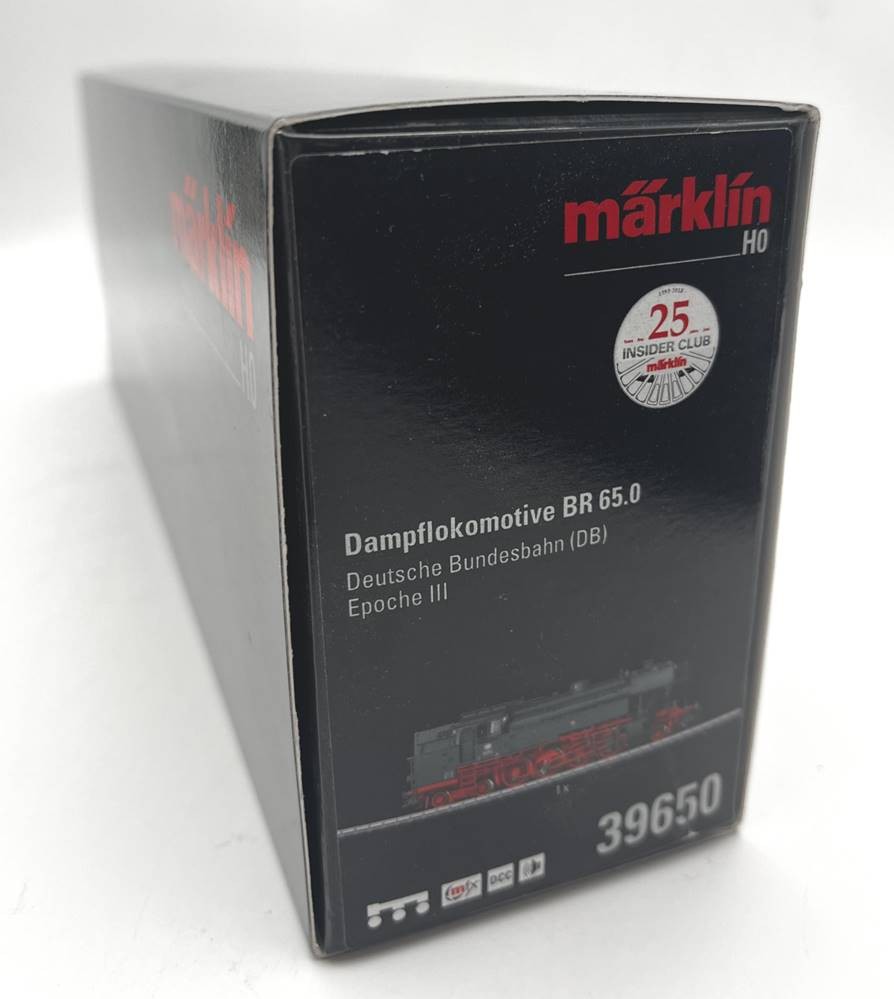 märklin
H0
märklin
H0
25
INSIDER CLUB
märklin
Dampflokomotive BR 65.0
Deutsche Bundesbahn (DB)
Epoche III
1x
39650
mfx
DCC